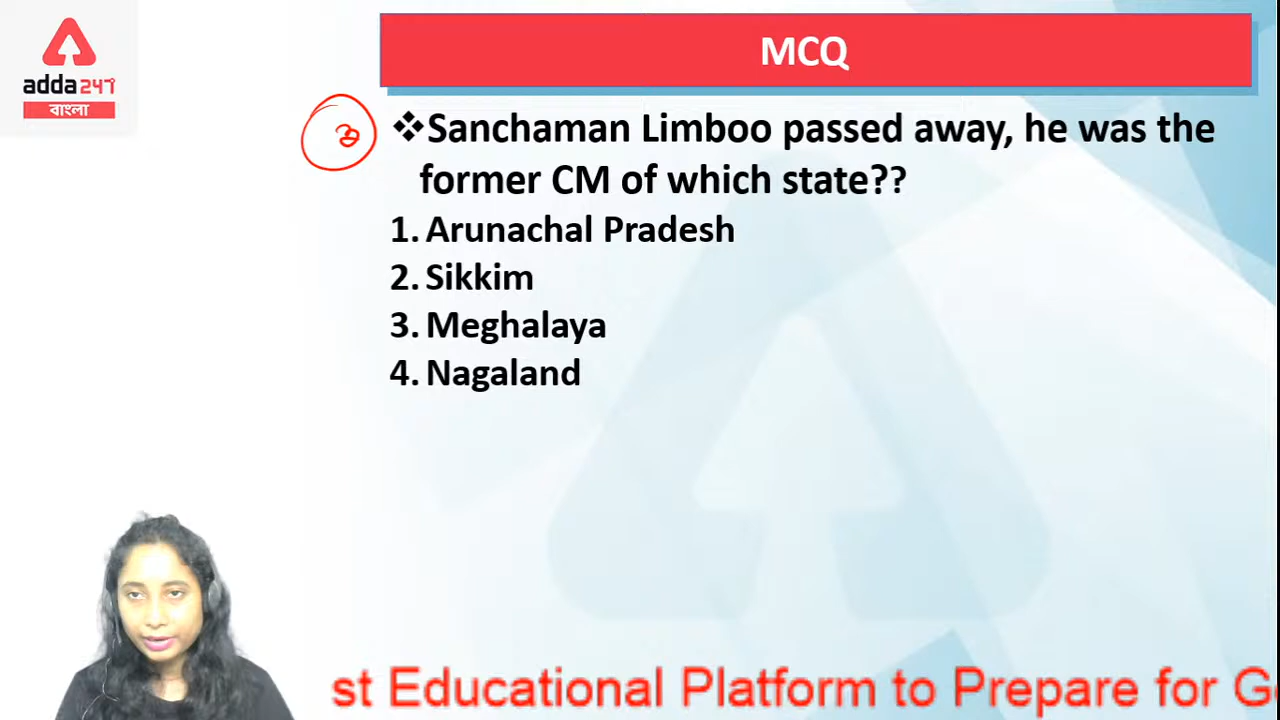 adda247
বাংলা
MCQ
❖Sanchaman Limboo passed away, he was the
former CM of which state??
1. Arunachal Pradesh
2. Sikkim
3. Meghalaya
4. Nagaland
st Educational Platform to Prepare for G